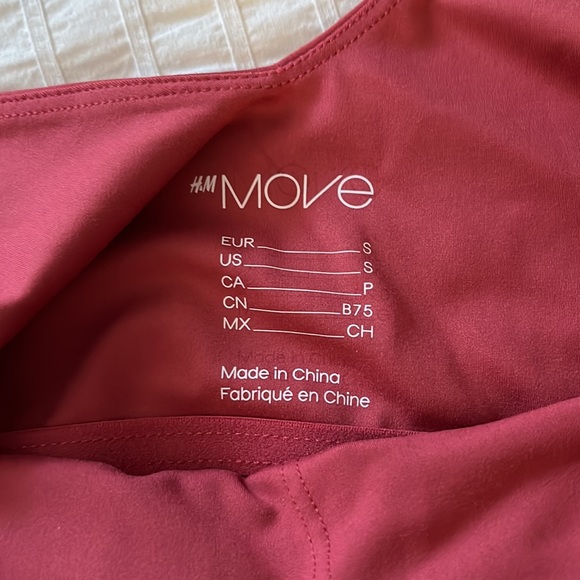 H&M MOVE
EUR S
US S
CA P
CN B75
MX CH
Made in China
Fabriqué en Chine